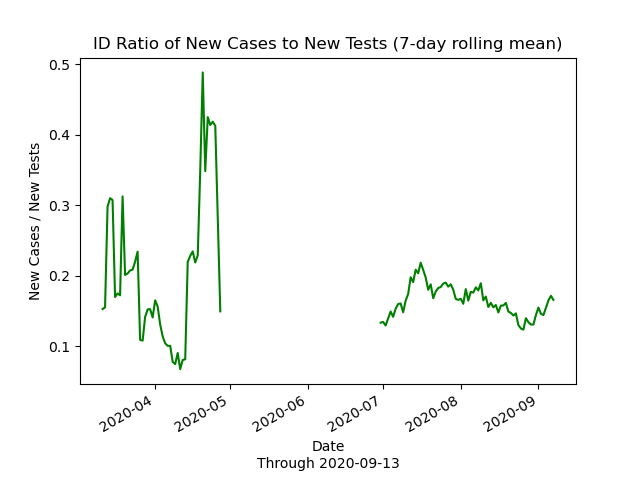 ID Ratio of New Cases to New Tests (7-day rolling mean)
New Cases / New Tests
0.5
0.4
0.3
0.2
0.1
2020-04
2020-05
2020-06
2020-07
2020-08
2020-09
Date
Through 2020-09-13